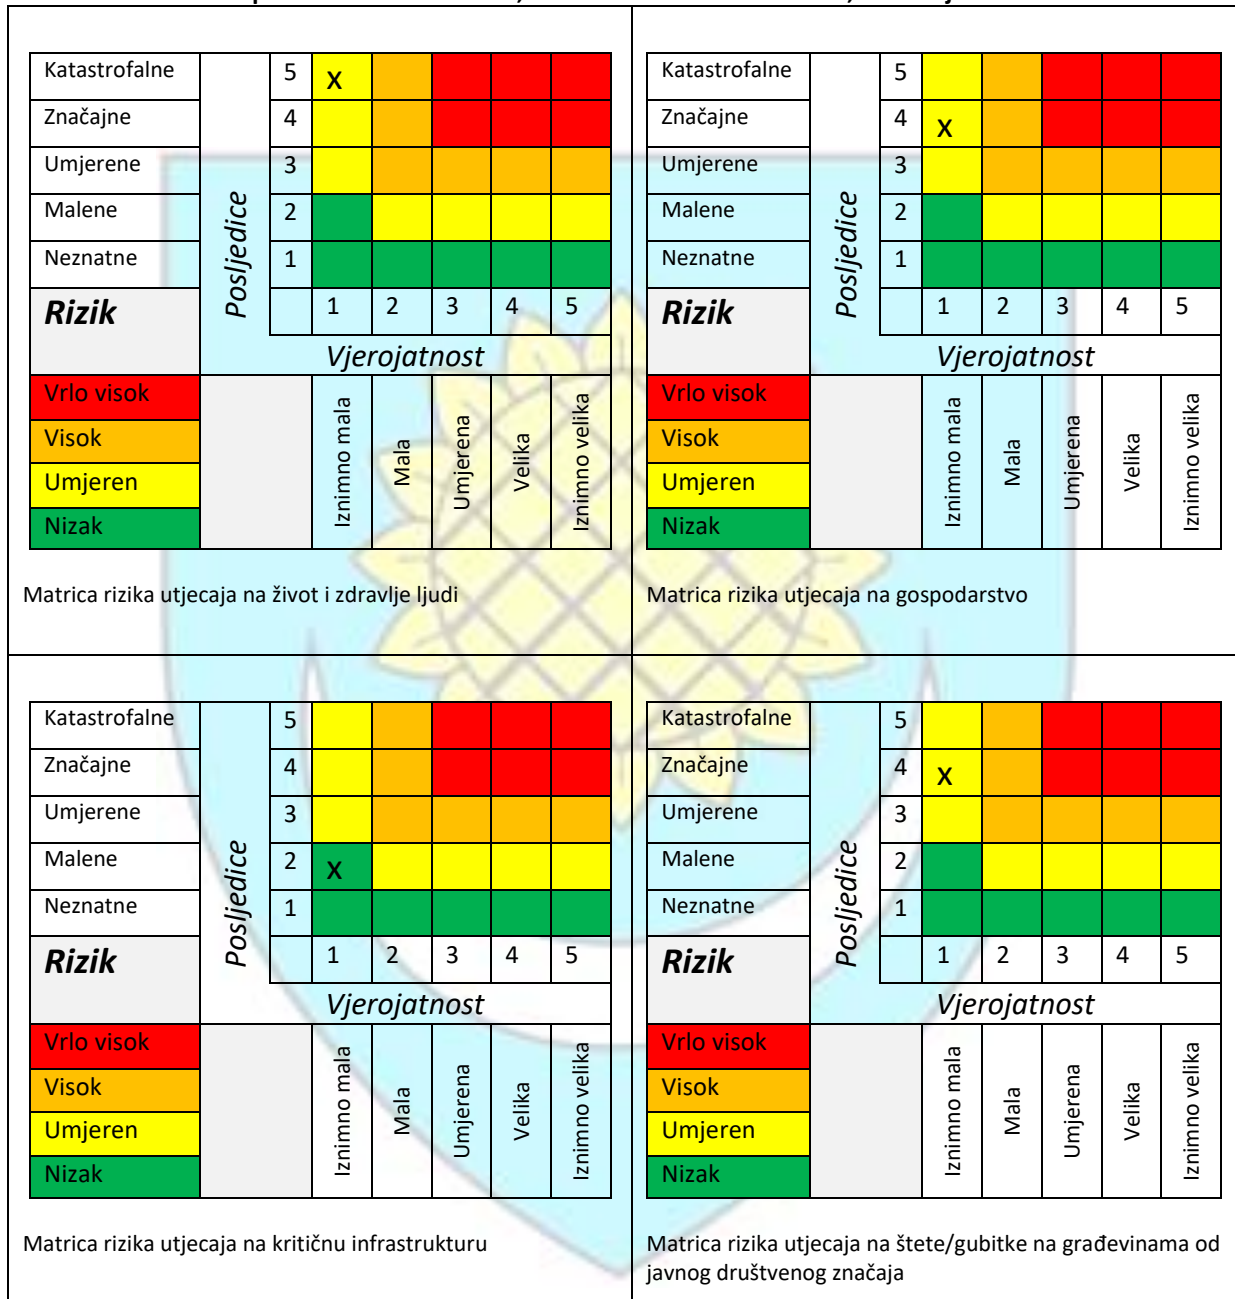 Katastrofalne 5 X
Značajne 4
Umjerene 3
Malene 2
Neznatne 1
Posljedice
Rizik 1 2 3 4 5
Vjerojatnost
Vrlo visok
Visok
Umjeren
Nizak
Iznimno mala
Mala
Umjerena
Velika
Iznimno velika
Matrica rizika utjecaja na život i zdravlje ljudi
Katastrofalne 5
Značajne 4 X
Umjerene 3
Malene 2
Neznatne 1
Posljedice
Rizik 1 2 3 4 5
Vjerojatnost
Vrlo visok
Visok
Umjeren
Nizak
Iznimno mala
Mala
Umjerena
Velika
Iznimno velika
Matrica rizika utjecaja na gospodarstvo
Katastrofalne 5
Značajne 4
Umjerene 3
Malene 2 X
Neznatne 1
Posljedice
Rizik 1 2 3 4 5
Vjerojatnost
Vrlo visok
Visok
Umjeren
Nizak
Iznimno mala
Mala
Umjerena
Velika
Iznimno velika
Matrica rizika utjecaja na kritičnu infrastrukturu
Katastrofalne 5
Značajne 4 X
Umjerene 3
Malene 2
Neznatne 1
Posljedice
Rizik 1 2 3 4 5
Vjerojatnost
Vrlo visok
Visok
Umjeren
Nizak
Iznimno mala
Mala
Umjerena
Velika
Iznimno velika
Matrica rizika utjecaja na štete/gubitke na građevinama od
javnog društvenog značaja